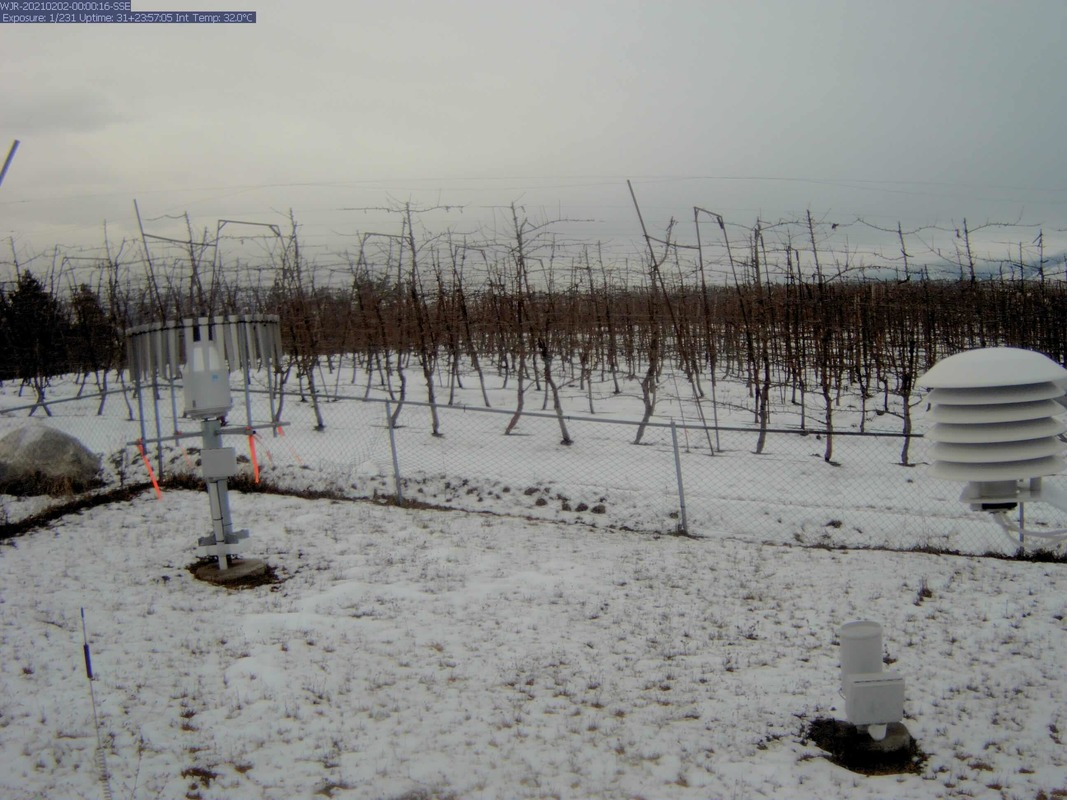 WJR-20210202-00:00:16-SSE
Exposure: 1/231 Uptime: 31+23:57:05 Int Temp: 32.0°C